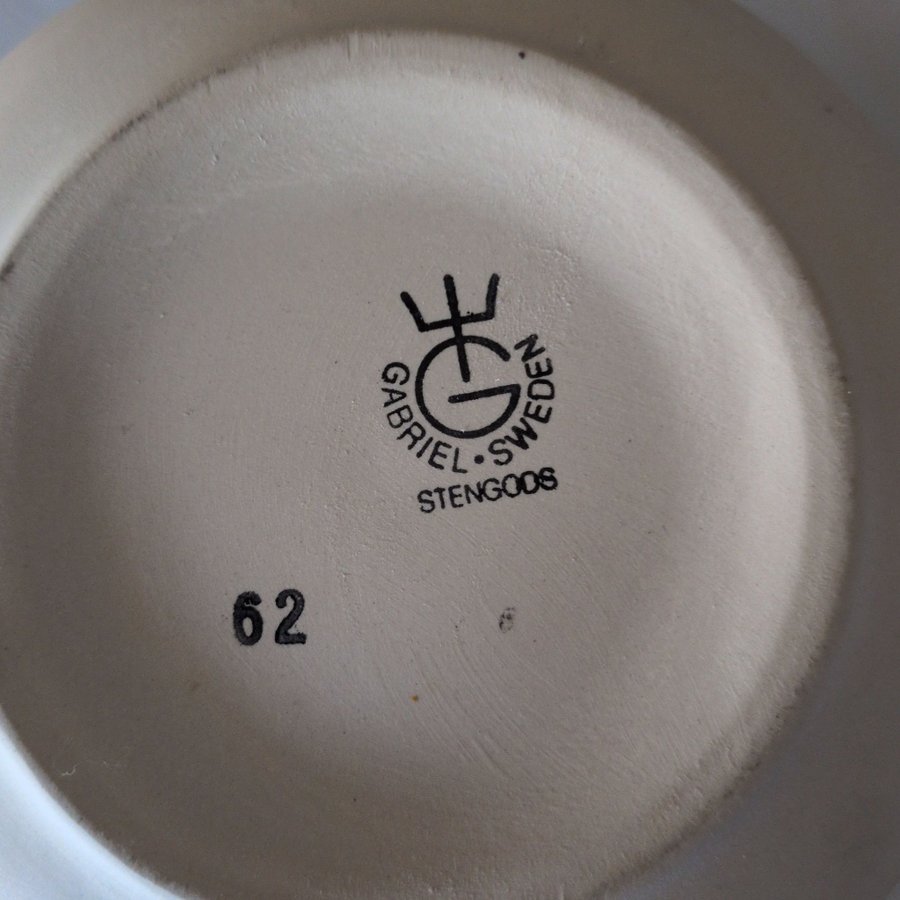 GABRIEL • SWEDEN
STENGODS
62